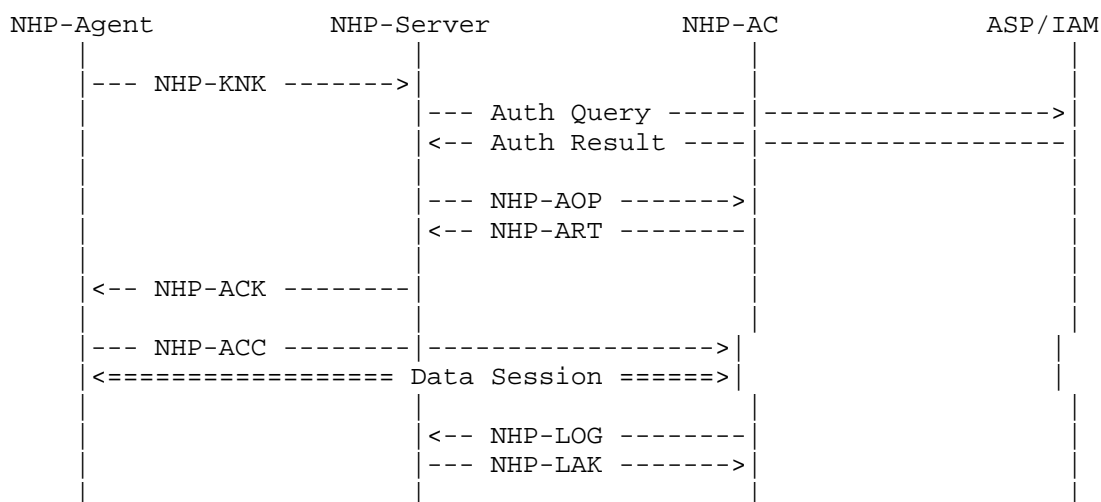 NHP-Agent NHP-Server NHP-AC ASP/IAM
|--- NHP-KNK ------->|
|--- Auth Query -----|------------------>|
|<-- Auth Result ----|-------------------|
|--- NHP-AOP ------->|
|<-- NHP-ART --------|
|<-- NHP-ACK --------|
|--- NHP-ACC --------|------------------>|
|<================== Data Session ======>|
|<-- NHP-LOG --------|
|--- NHP-LAK ------->|